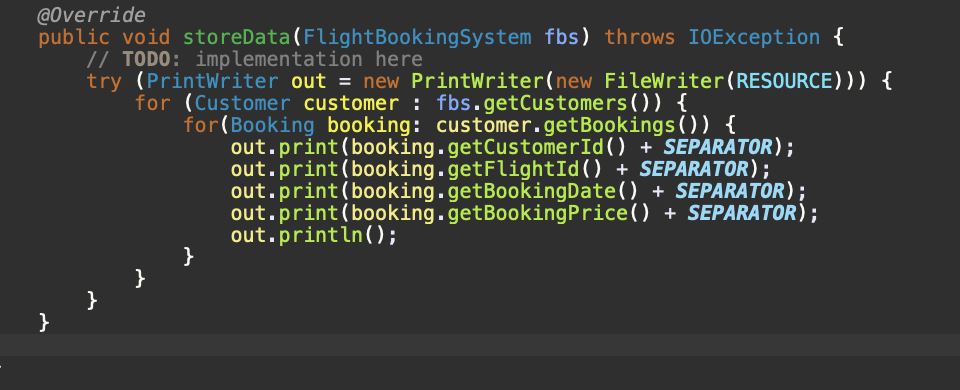 @Override
public void storeData(FlightBookingSystem fbs) throws IOException {
    // TODO: implementation here
    try (PrintWriter out = new PrintWriter(new FileWriter(RESOURCE))) {
        for (Customer customer : fbs.getCustomers()) {
            for(Booking booking: customer.getBookings()) {
                out.print(booking.getCustomerId() + SEPARATOR);
                out.print(booking.getFlightId() + SEPARATOR);
                out.print(booking.getBookingDate() + SEPARATOR);
                out.print(booking.getBookingPrice() + SEPARATOR);
                out.println();
            }
        }
    }
}